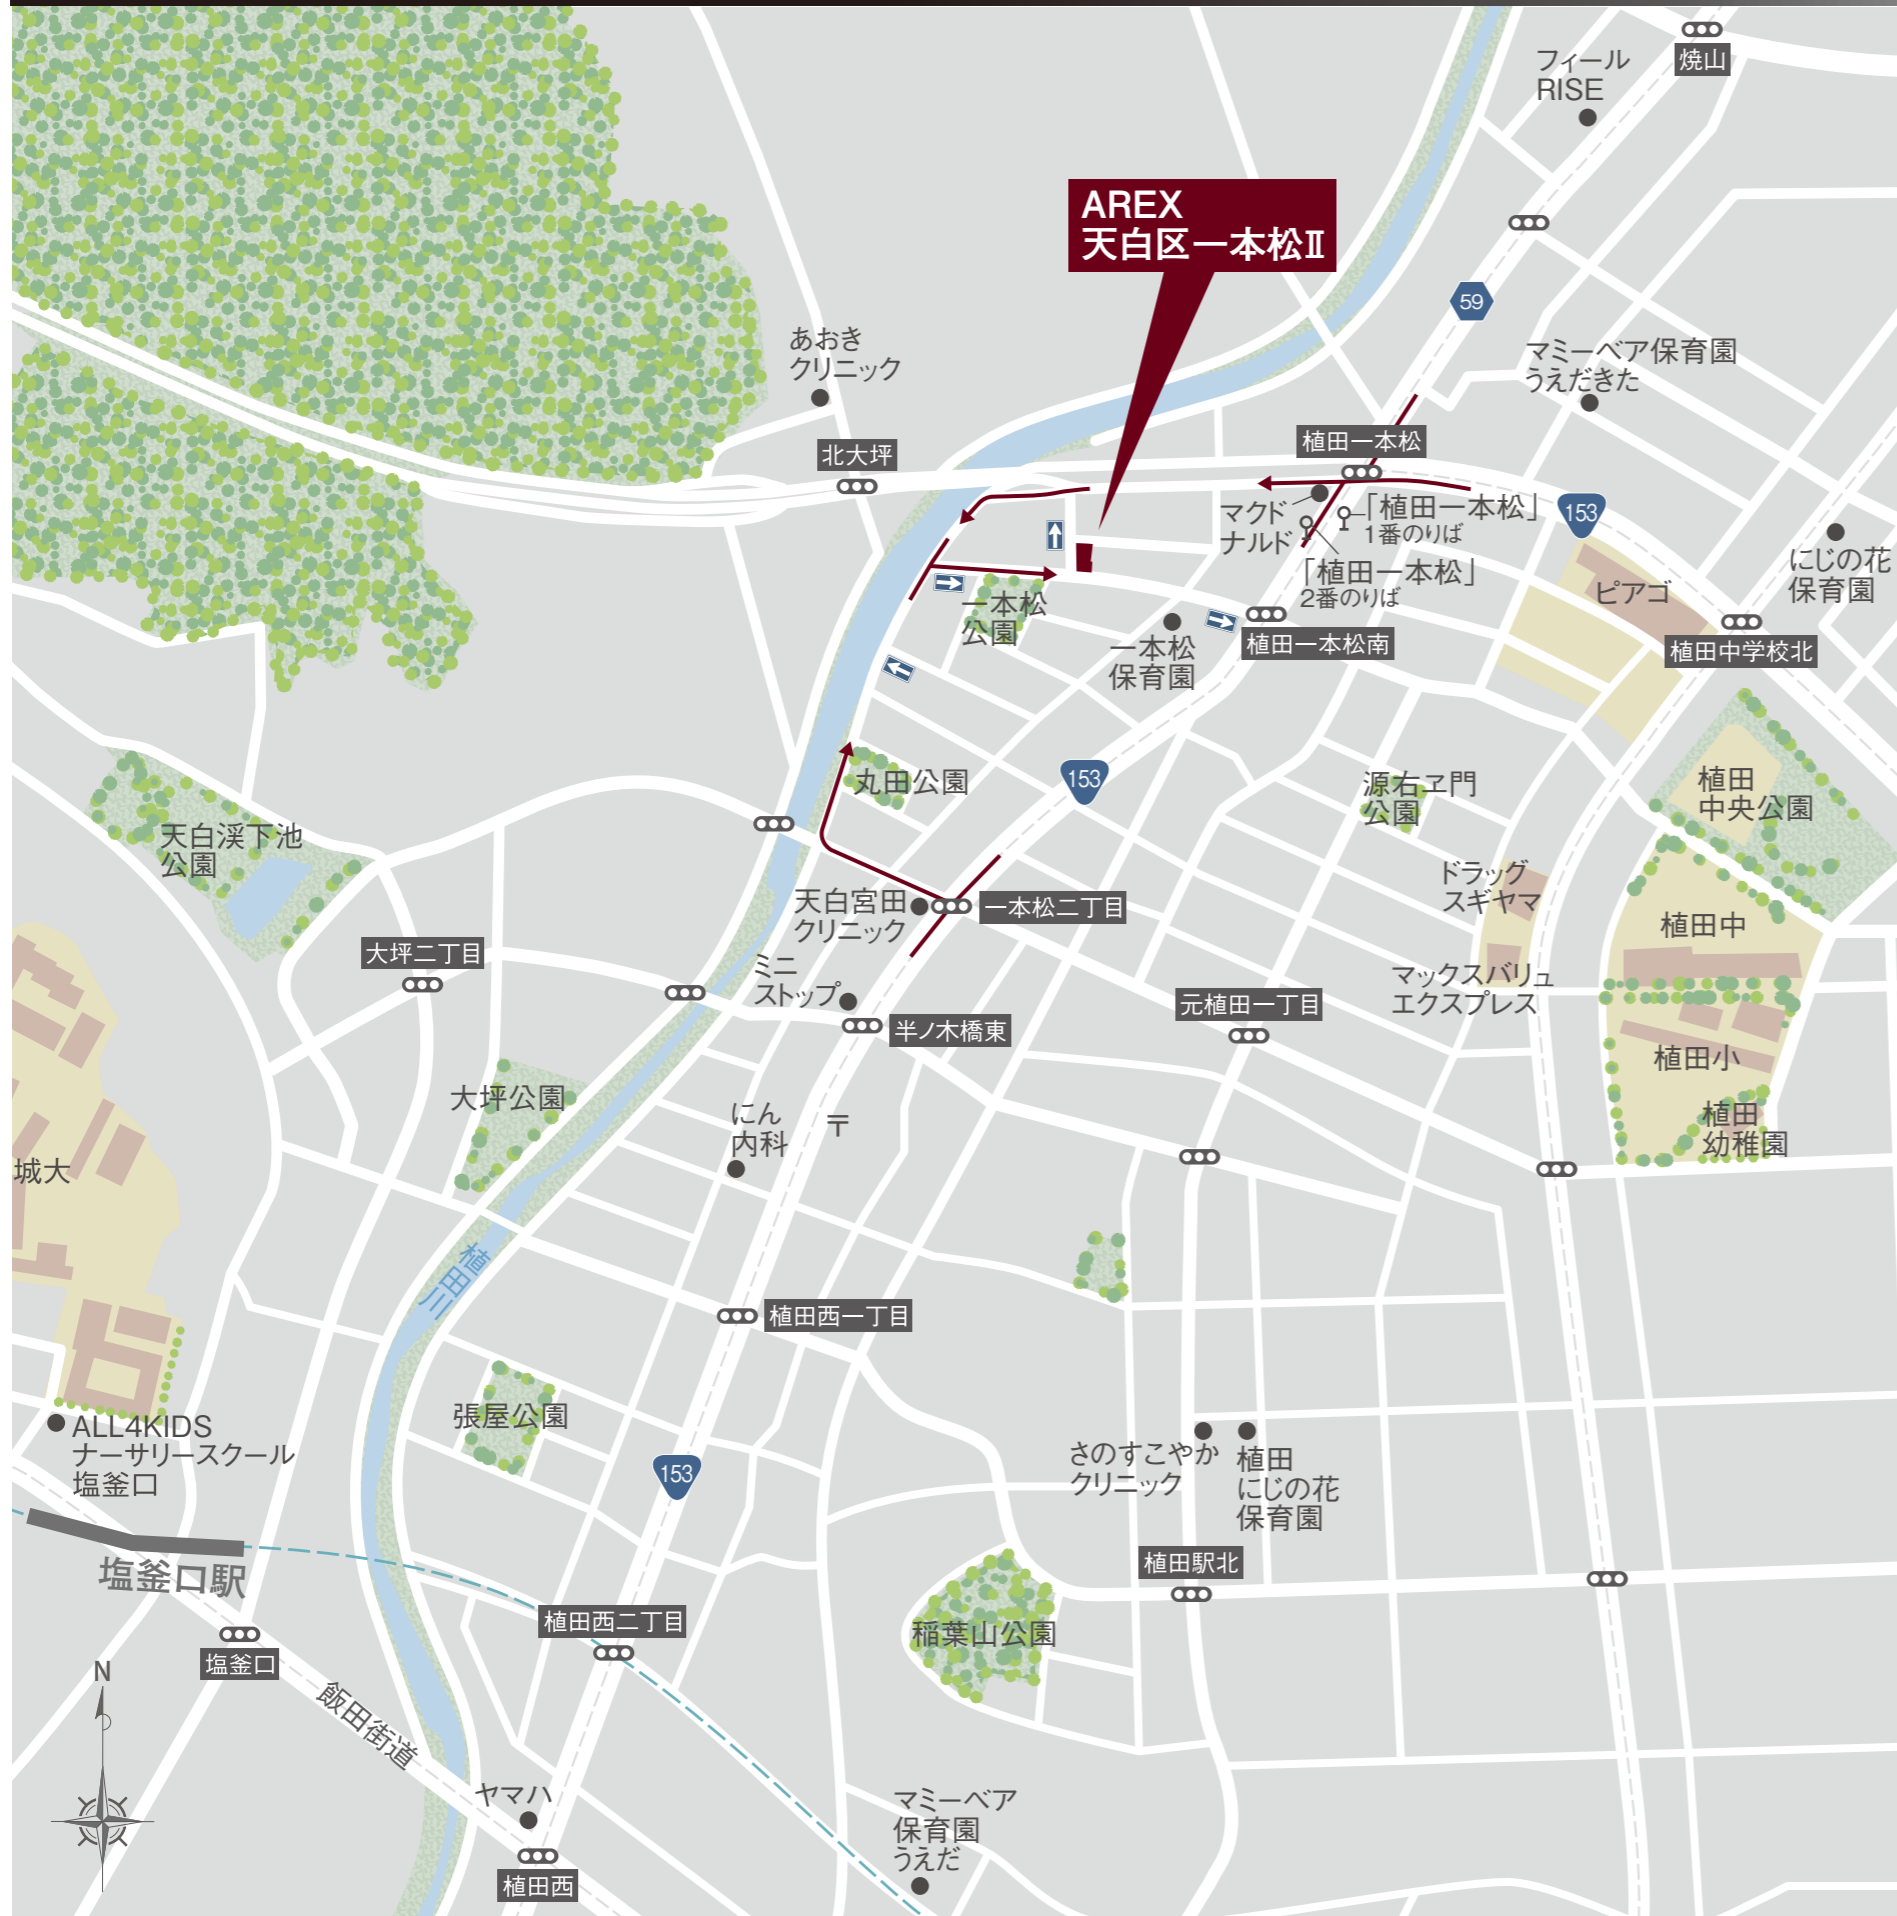 焼山
フィール
RISE
AREX
天白区一本松Ⅱ
59
あおき
クリニック
マミーベア保育園
うえだきた
北大坪
植田一本松
マクド
ナルド
「植田一本松」
1番のりば
「植田一本松」
2番のりば
153
にじの花
保育園
ピアゴ
一本松
公園
一本松
保育園
植田一本松南
植田中学校北
丸田公園
153
源右ヱ門
公園
植田
中央公園
天白渓下池
公園
天白宮田
クリニック
一本松二丁目
ドラッグ
スギヤマ
植田中
大坪二丁目
ミニ
ストップ
マックスバリュ
エクスプレス
半ノ木橋東
元植田一丁目
植田小
大坪公園
にん
内科
〒
植田
幼稚園
城大
植田川
植田西一丁目
張屋公園
ALL4KIDS
ナーサリースクール
塩釜口
153
さのすこやか
クリニック
植田
にじの花
保育園
塩釜口駅
植田駅北
植田西二丁目
稲葉山公園
塩釜口
N
飯田街道
ヤマハ
マミーベア
保育園
うえだ
植田西